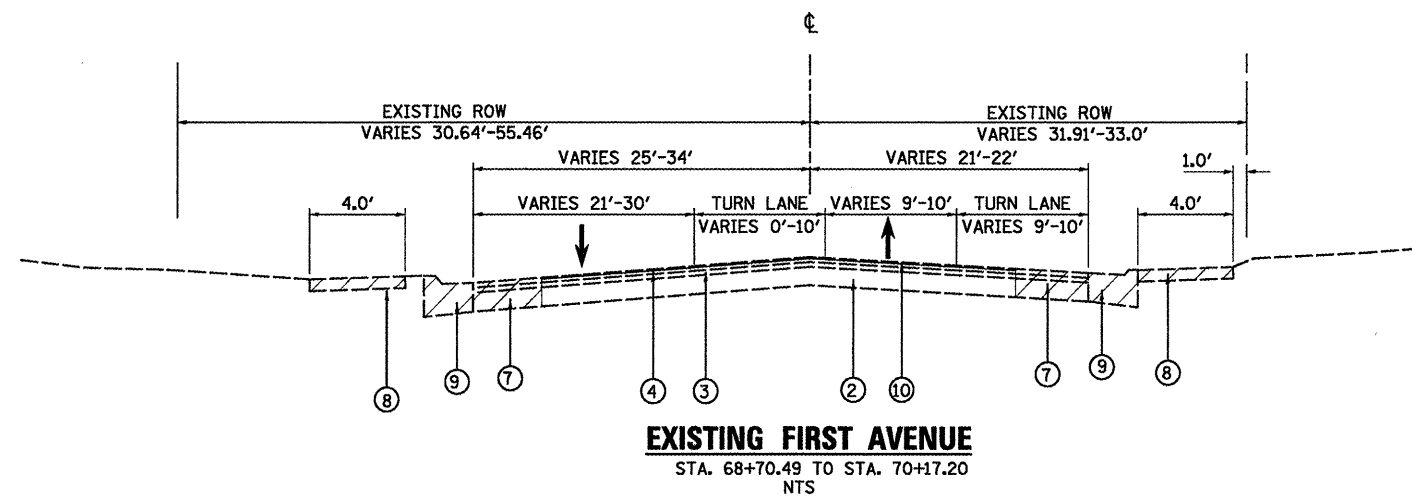 ℄
EXISTING ROW
VARIES 30.64'-55.46'
EXISTING ROW
VARIES 31.91'-33.0'
VARIES 25'-34'
VARIES 21'-22'
1.0'
4.0'
VARIES 21'-30'
TURN LANE
VARIES 0'-10'
VARIES 9'-10'
TURN LANE
VARIES 9'-10'
4.0'
8
9
7
4
3
2
10
7
9
8
EXISTING FIRST AVENUE
STA. 68+70.49 TO STA. 70+17.20
NTS